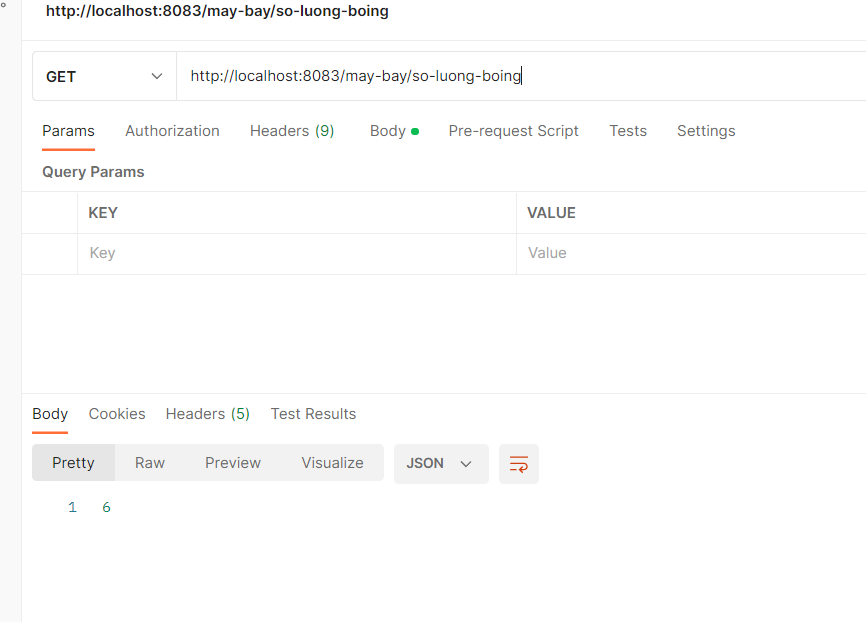 http://localhost:8083/may-bay/so-luong-boing
GET http://localhost:8083/may-bay/so-luong-boing
Params Authorization Headers (9) Body Pre-request Script Tests Settings
Query Params
KEY VALUE
Key Value
Body Cookies Headers (5) Test Results
Pretty Raw Preview Visualize JSON
1 6